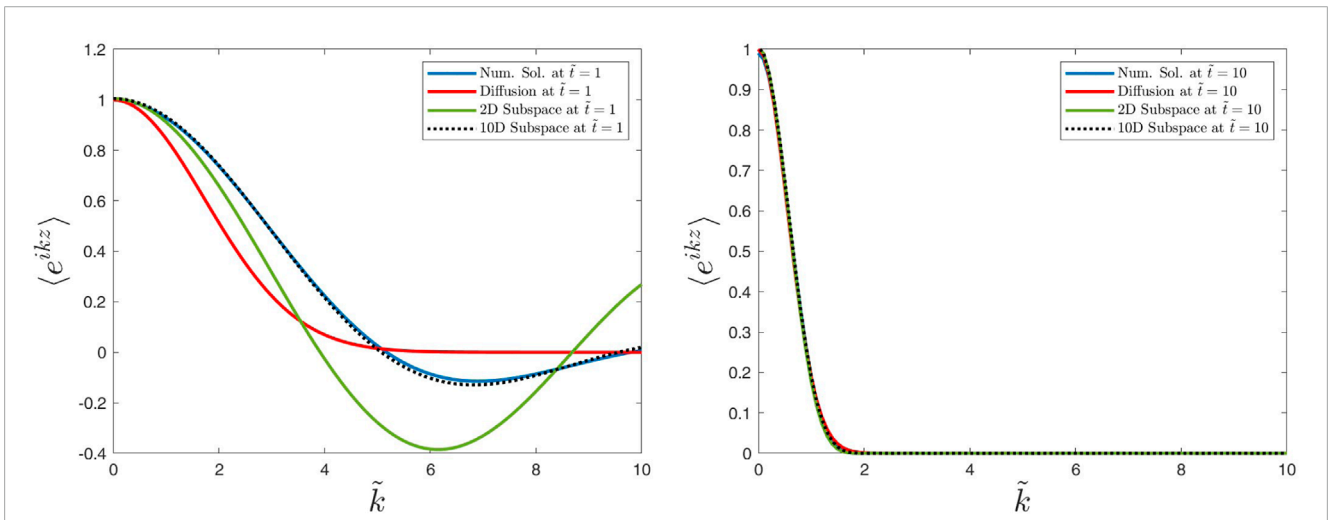 1.2
1
0.8
0.6
0.4
0.2
0
-0.2
-0.4
⟨e^{ikz}⟩
Num. Sol. at t̃ = 1
Diffusion at t̃ = 1
2D Subspace at t̃ = 1
10D Subspace at t̃ = 1
0 2 4 6 8 10
k̃
1
0.9
0.8
0.7
0.6
0.5
0.4
0.3
0.2
0.1
0
⟨e^{ikz}⟩
Num. Sol. at t̃ = 10
Diffusion at t̃ = 10
2D Subspace at t̃ = 10
10D Subspace at t̃ = 10
0 2 4 6 8 10
k̃